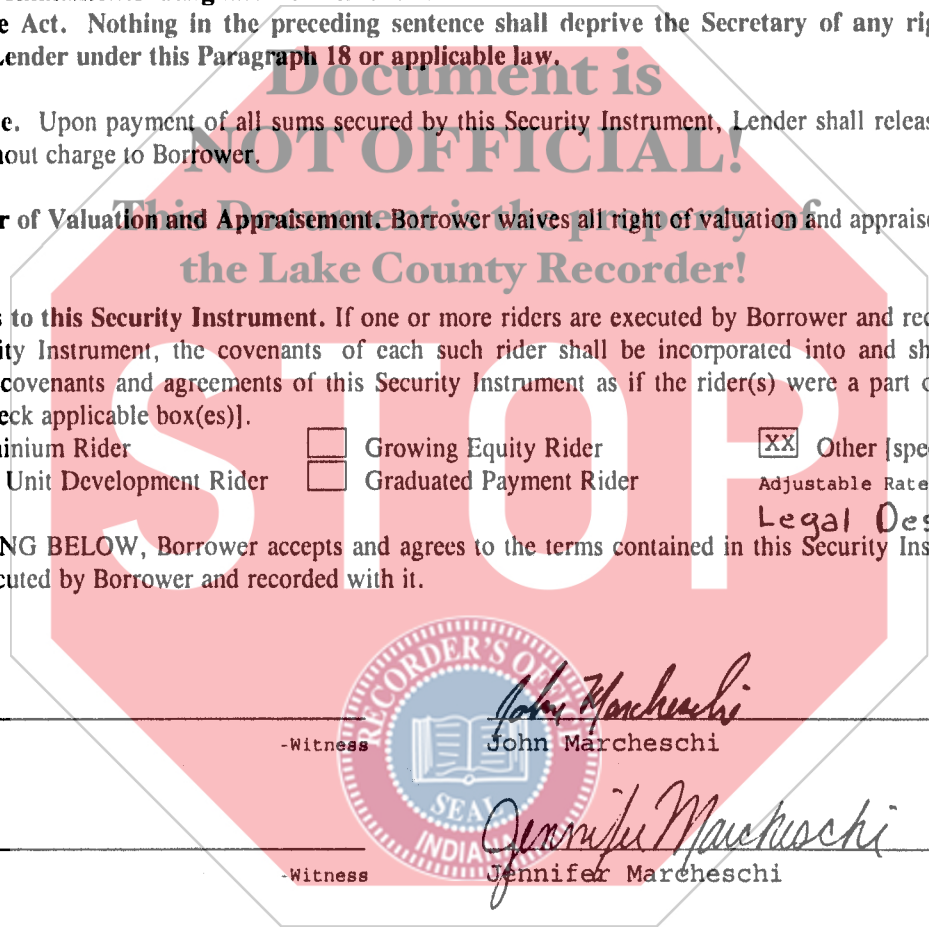 e Act. Nothing in the preceding sentence shall deprive the Secretary of any rig
Lender under this Paragraph 18 or applicable law.
Document is
e. Upon payment of all sums secured by this Security Instrument, Lender shall releas
NOT OFFICIAL!
hout charge to Borrower.
This Document is the property of
r of Valuation and Appraisement. Borrower waives all right of valuation and appraise
the Lake County Recorder!
s to this Security Instrument. If one or more riders are executed by Borrower and rec
ity Instrument, the covenants of each such rider shall be incorporated into and sh
covenants and agreements of this Security Instrument as if the rider(s) were a part o
eck applicable box(es)].
STOP
inium Rider Growing Equity Rider XX Other [spe
Unit Development Rider Graduated Payment Rider Adjustable Rate
Legal Des
NG BELOW, Borrower accepts and agrees to the terms contained in this Security Ins
cuted by Borrower and recorded with it.
RECORDER'S OFFICE
John Marcheschi
-Witness John Marcheschi
SEAL
INDIANA
Jennifer Marcheschi
-Witness Jennifer Marcheschi